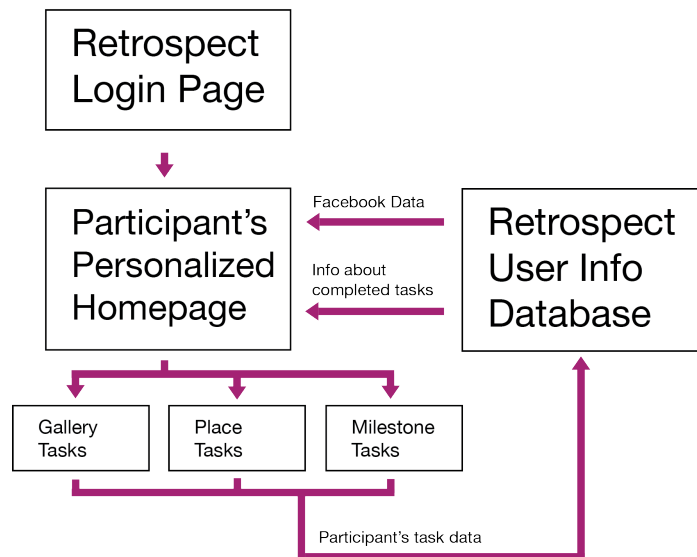 Retrospect
Login Page
Participant’s
Personalized
Homepage
Facebook Data
Info about
completed tasks
Retrospect
User Info
Database
Gallery
Tasks
Place
Tasks
Milestone
Tasks
Participant’s task data